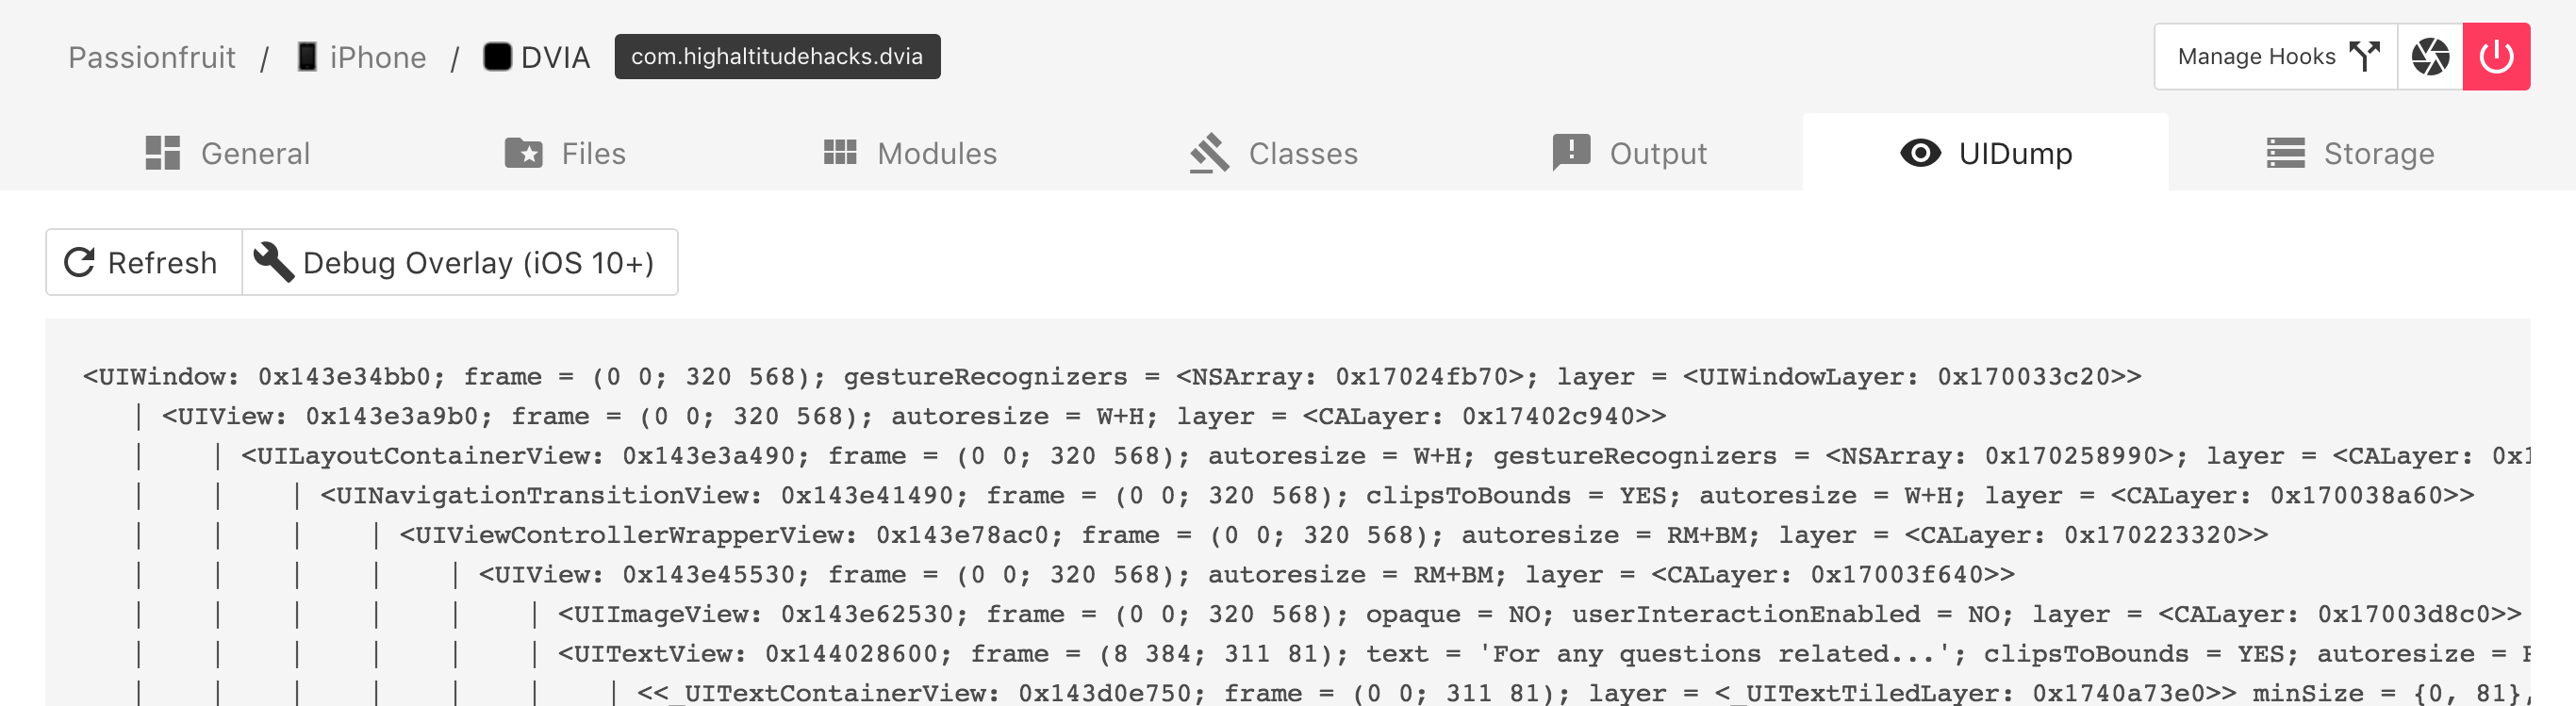 Passionfruit / iPhone / DVIA com.highaltitudehacks.dvia Manage Hooks
General Files Modules Classes Output UIDump Storage
Refresh Debug Overlay (iOS 10+)
<UIWindow: 0x143e34bb0; frame = (0 0; 320 568); gestureRecognizers = <NSArray: 0x17024fb70>; layer = <UIWindowLayer: 0x170033c20>>
| <UIView: 0x143e3a9b0; frame = (0 0; 320 568); autoresize = W+H; layer = <CALayer: 0x17402c940>>
| | <UILayoutContainerView: 0x143e3a490; frame = (0 0; 320 568); autoresize = W+H; gestureRecognizers = <NSArray: 0x170258990>; layer = <CALayer: 0x1
| | | <UINavigationTransitionView: 0x143e41490; frame = (0 0; 320 568); clipsToBounds = YES; autoresize = W+H; layer = <CALayer: 0x170038a60>>
| | | | <UIViewControllerWrapperView: 0x143e78ac0; frame = (0 0; 320 568); autoresize = RM+BM; layer = <CALayer: 0x170223320>>
| | | | | <UIView: 0x143e45530; frame = (0 0; 320 568); autoresize = RM+BM; layer = <CALayer: 0x17003f640>>
| | | | | | <UIImageView: 0x143e62530; frame = (0 0; 320 568); opaque = NO; userInteractionEnabled = NO; layer = <CALayer: 0x17003d8c0>>
| | | | | | <UITextView: 0x144028600; frame = (8 384; 311 81); text = 'For any questions related...'; clipsToBounds = YES; autoresize =
| | | | | | | <<_UITextContainerView: 0x143d0e750; frame = (0 0; 311 81); layer = <_UITextTiledLayer: 0x1740a73e0>> minSize = {0, 81},